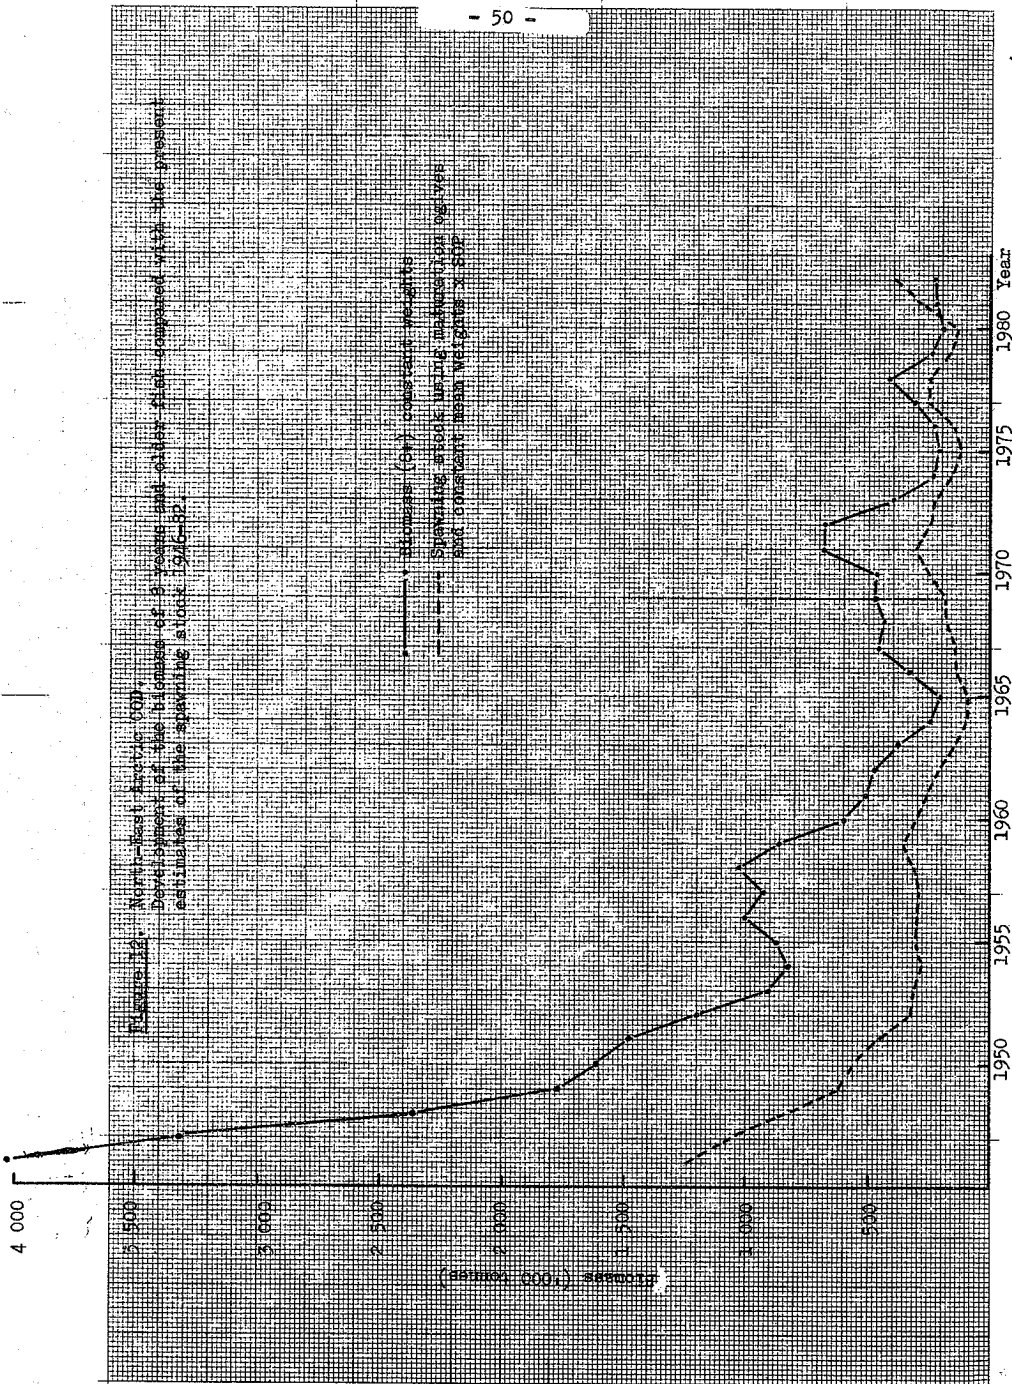 - 50 -
Figure 12. North-East Arctic COD.
Development of the biomass of 8 years and older fish compared with the present
estimates of the spawning stock 1946-82.
Biomass (8+) constant weights
Spawning stock using maturation ogives
and constant mean weights x SOP
Biomass ('000 tonnes)
4 000
3 500
3 000
2 500
2 000
1 500
1 000
500
1950
1955
1960
1965
1970
1975
1980
Year